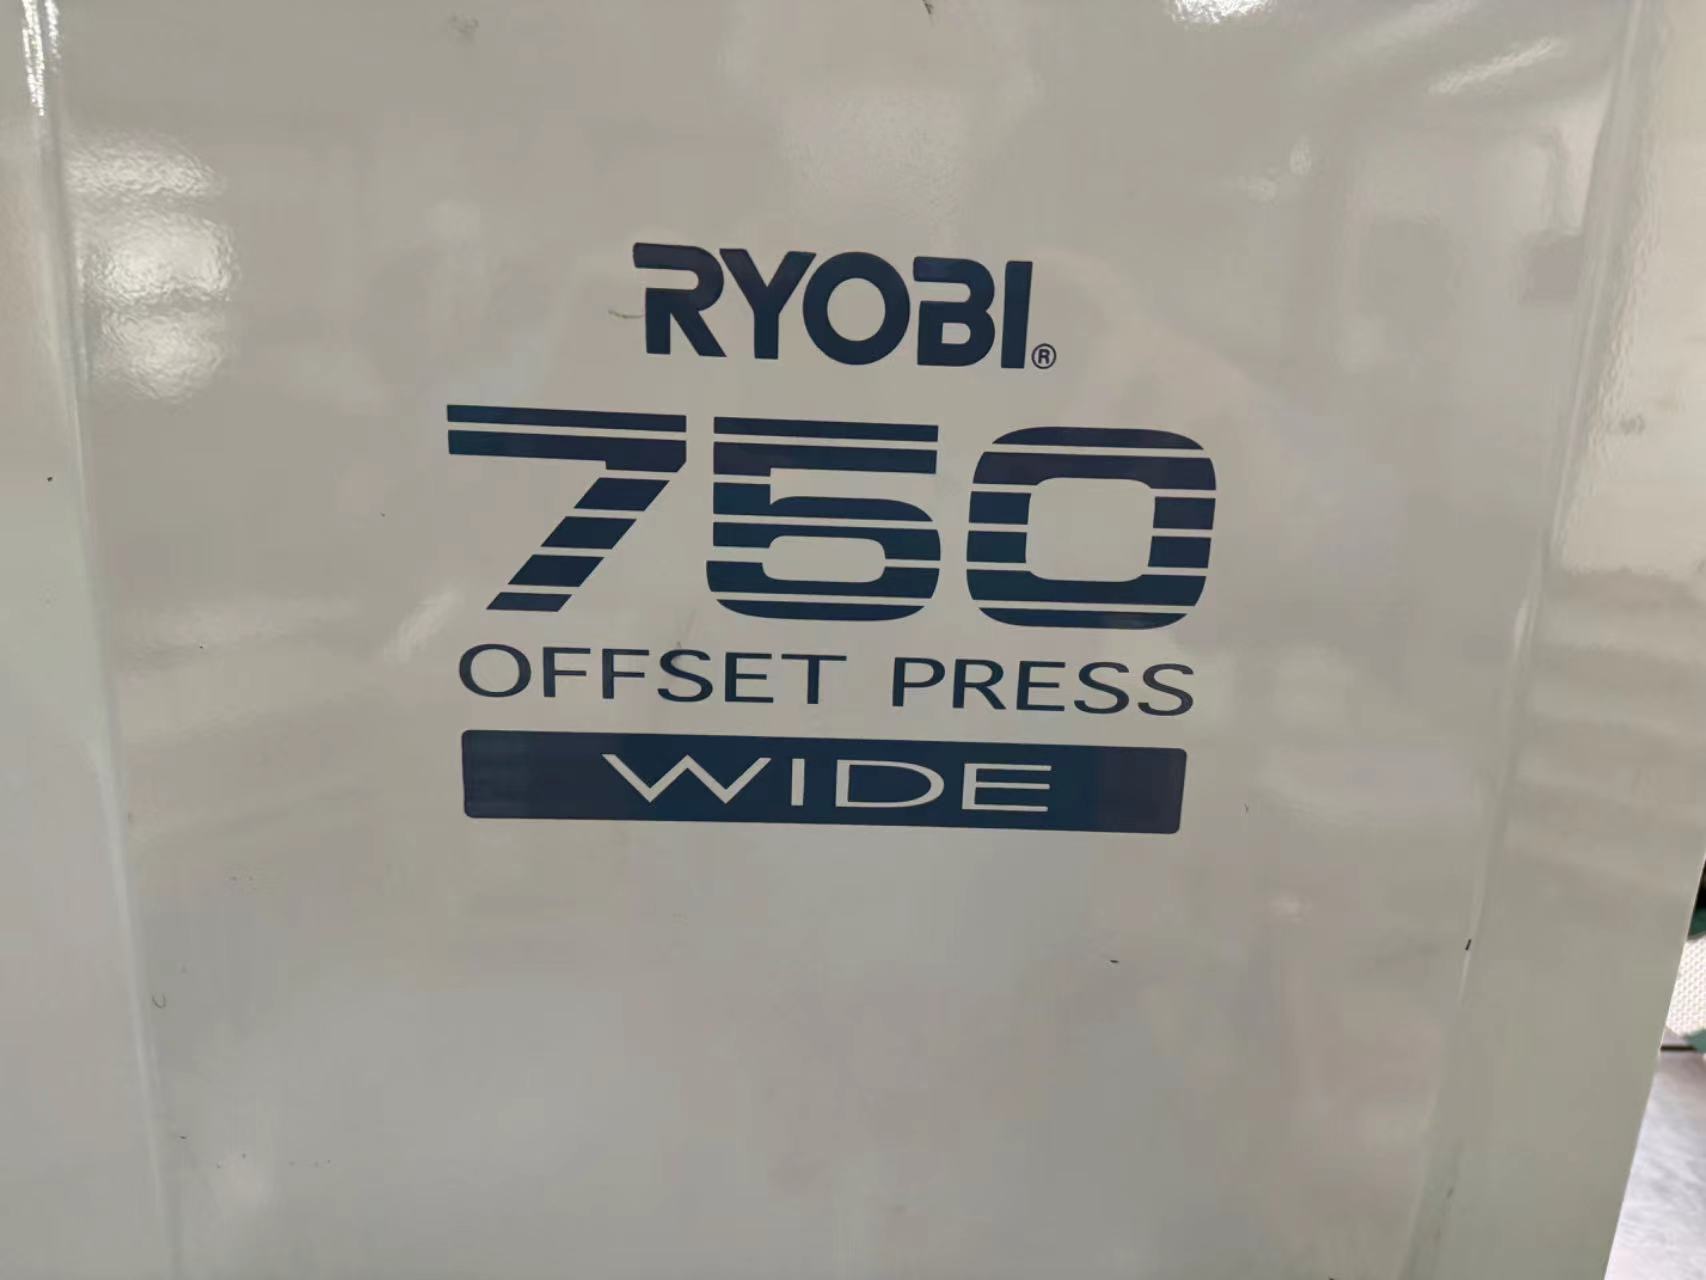 RYOBI®
750
OFFSET PRESS
WIDE